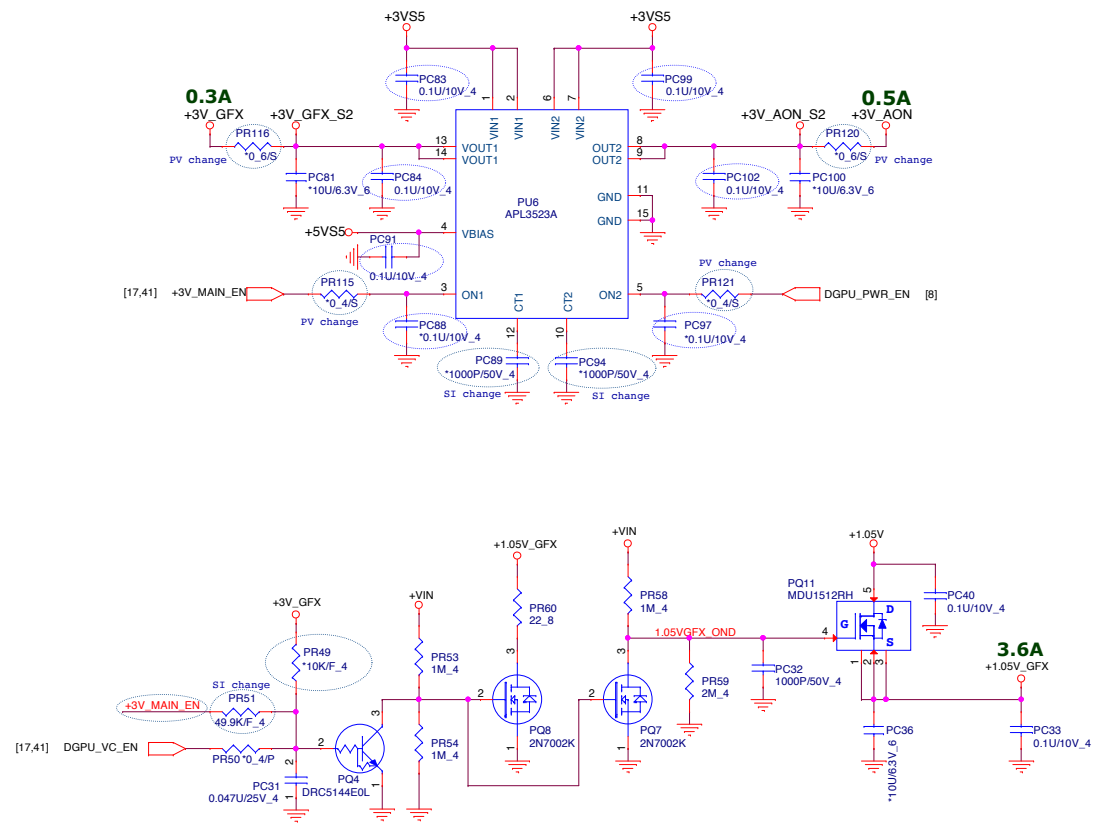 +3VS5
+3VS5
PC83
0.1U/10V_4
PC99
0.1U/10V_4
0.3A
+3V_GFX
+3V_GFX_S2
+3V_AON_S2
0.5A
+3V_AON
1
2
6
7
VIN1
VIN1
VIN2
VIN2
PR116
*0_6/S
PV change
13
14
VOUT1
VOUT1
OUT2
OUT2
8
9
PR120
*0_6/S
PV change
PC81
*10U/6.3V_6
PC84
0.1U/10V_4
PC102
0.1U/10V_4
PC100
*10U/6.3V_6
PU6
APL3523A
GND
11
GND
15
+5VS5
4
VBIAS
PC91
0.1U/10V_4
[17,41]
+3V_MAIN_EN
PR115
*0_4/S
PV change
3
ON1
ON2
5
PV change
PR121
*0_4/S
DGPU_PWR_EN
[8]
CT1
CT2
12
10
PC88
*0.1U/10V_4
PC97
*0.1U/10V_4
PC89
*1000P/50V_4
SI change
PC94
*1000P/50V_4
SI change
+3V_GFX
+VIN
+1.05V_GFX
+VIN
+1.05V
PR49
*10K/F_4
PR53
1M_4
PR60
22_8
PR58
1M_4
PQ11
MDU1512RH
5
D
G
S
4
1
2
3
PC40
0.1U/10V_4
1.05VGFX_OND
3.6A
+1.05V_GFX
SI change
+3V_MAIN_EN
PR51
49.9K/F_4
[17,41]
DGPU_VC_EN
PR50
*0_4/P
2
3
1
PQ4
DRC5144E0L
2
1
PC31
0.047U/25V_4
PR54
1M_4
2
3
1
PQ8
2N7002K
2
3
1
PQ7
2N7002K
PR59
2M_4
PC32
1000P/50V_4
PC36
*10U/6.3V_6
PC33
0.1U/10V_4